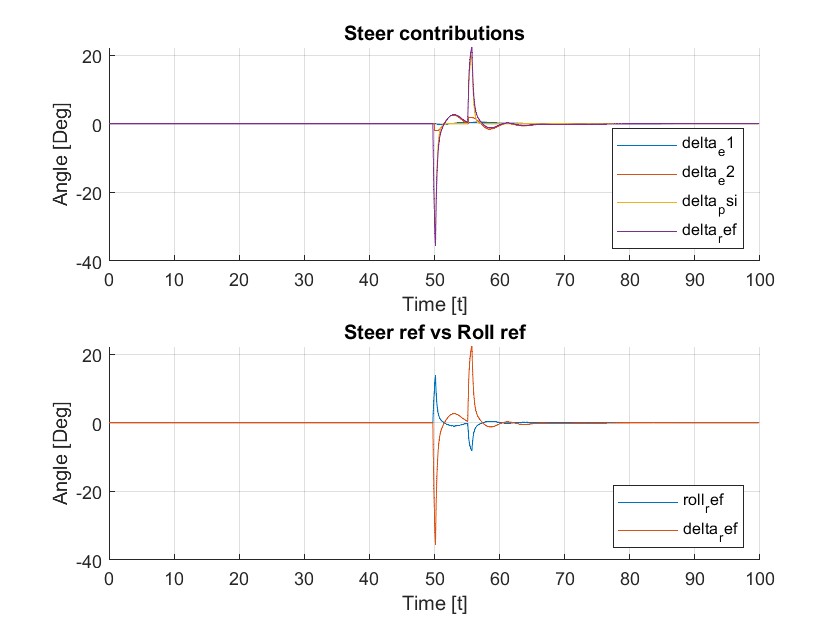 Steer contributions
20
0
-20
-40
Angle [Deg]
0 10 20 30 40 50 60 70 80 90 100
Time [t]
delta_e1
delta_e2
delta_psi
delta_ref
Steer ref vs Roll ref
20
0
-20
-40
Angle [Deg]
0 10 20 30 40 50 60 70 80 90 100
Time [t]
roll_ref
delta_ref